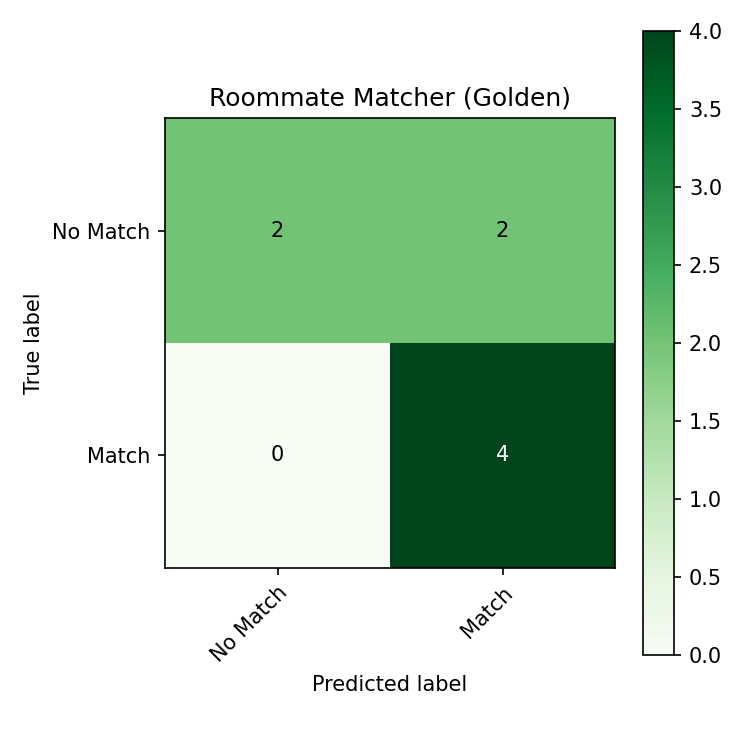 Roommate Matcher (Golden)
True label
No Match
2
2
Match
0
4
No Match
Match
Predicted label
4.0
3.5
3.0
2.5
2.0
1.5
1.0
0.5
0.0